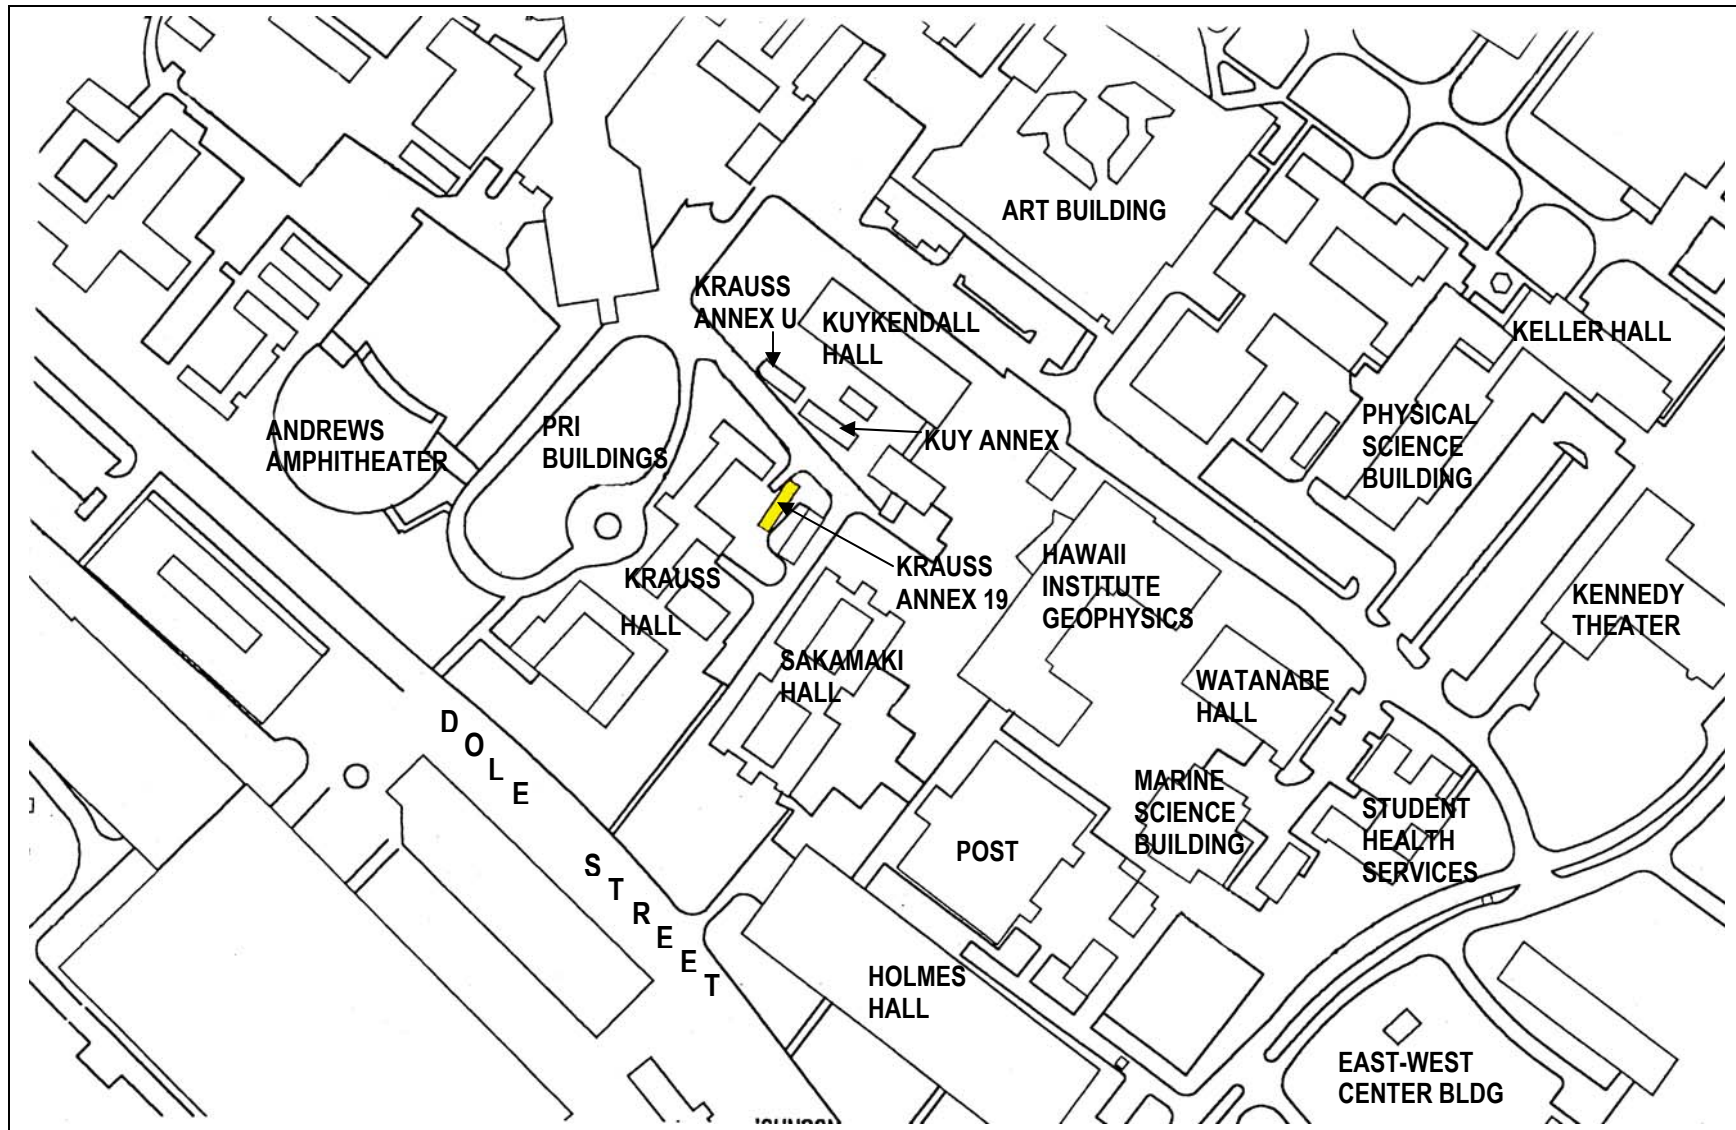 ART BUILDING
KRAUSS
ANNEX U
KUYKENDALL
HALL
KELLER HALL
ANDREWS
AMPHITHEATER
PRI
BUILDINGS
KUY ANNEX
PHYSICAL
SCIENCE
BUILDING
KRAUSS
HALL
KRAUSS
ANNEX 19
HAWAII
INSTITUTE
GEOPHYSICS
KENNEDY
THEATER
SAKAMAKI
HALL
WATANABE
HALL
DOLE
STREET
MARINE
SCIENCE
BUILDING
STUDENT
HEALTH
SERVICES
POST
HOLMES
HALL
EAST-WEST
CENTER BLDG